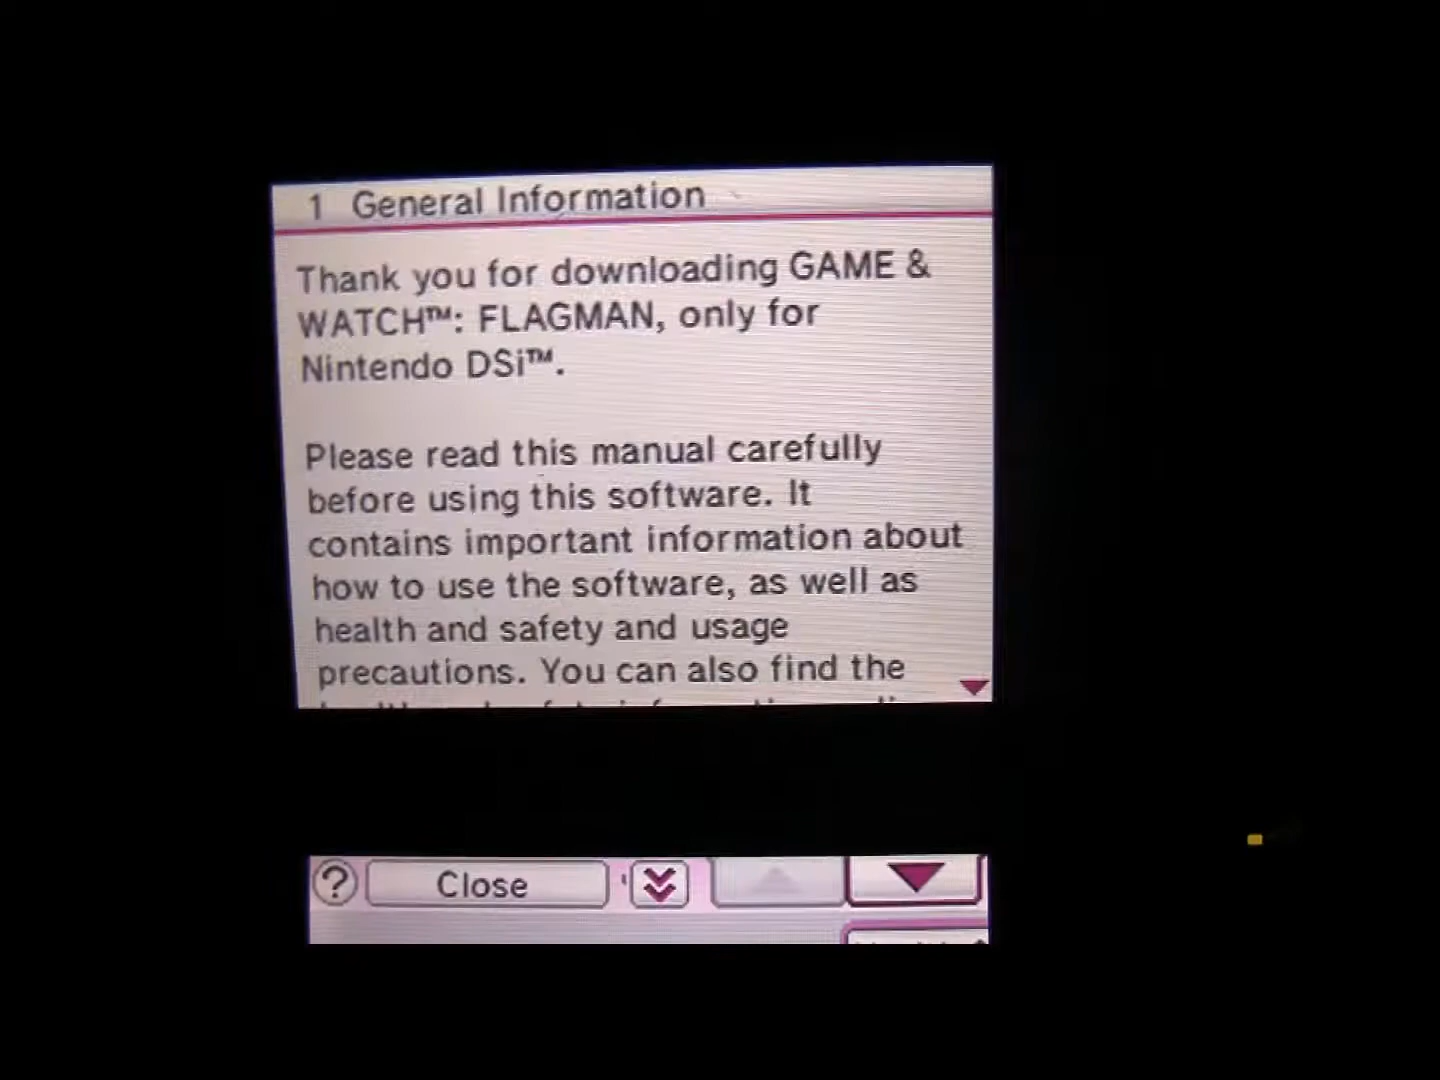 1 General Information
Thank you for downloading GAME &
WATCH™: FLAGMAN, only for
Nintendo DSi™.
Please read this manual carefully
before using this software. It
contains important information about
how to use the software, as well as
health and safety and usage
precautions. You can also find the
? Close